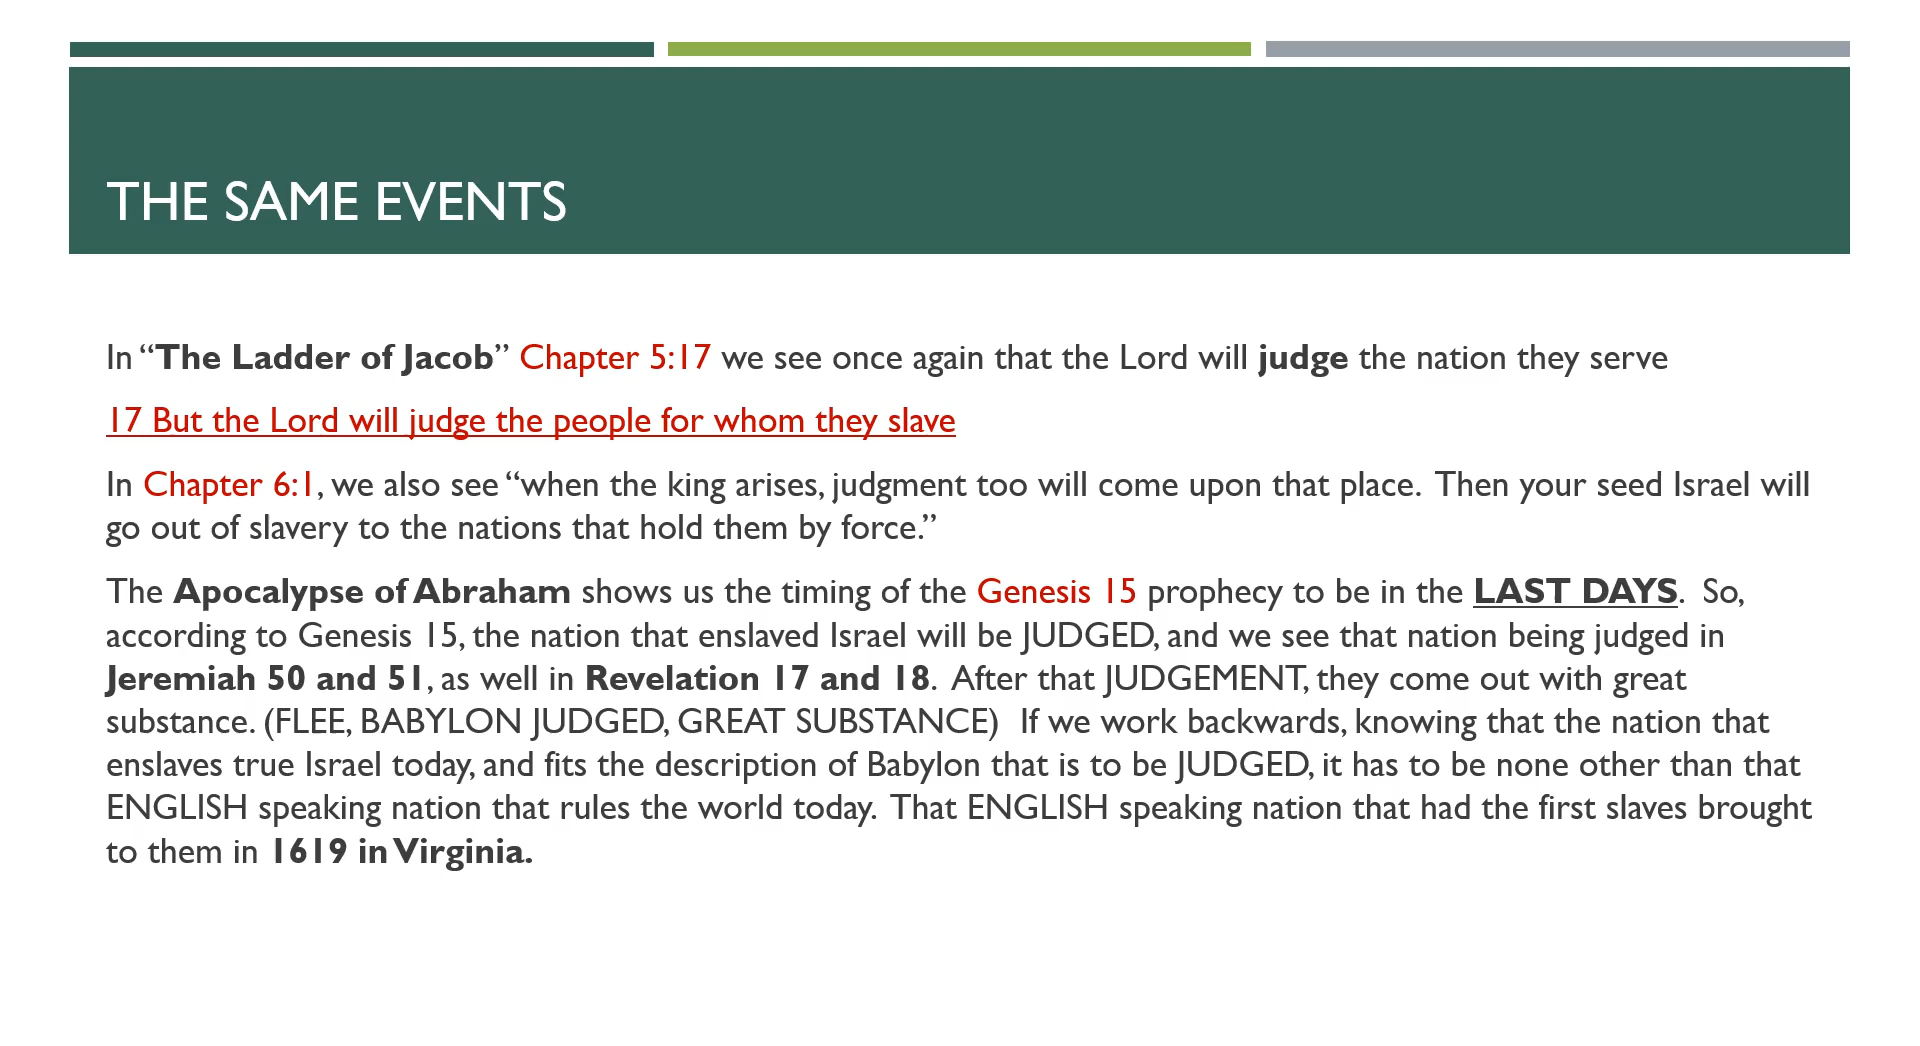 THE SAME EVENTS
In “The Ladder of Jacob” Chapter 5:17 we see once again that the Lord will judge the nation they serve
17 But the Lord will judge the people for whom they slave
In Chapter 6:1, we also see “when the king arises, judgment too will come upon that place.  Then your seed Israel will
go out of slavery to the nations that hold them by force.”
The Apocalypse of Abraham shows us the timing of the Genesis 15 prophecy to be in the LAST DAYS.  So,
according to Genesis 15, the nation that enslaved Israel will be JUDGED, and we see that nation being judged in
Jeremiah 50 and 51, as well in Revelation 17 and 18.  After that JUDGEMENT, they come out with great
substance. (FLEE, BABYLON JUDGED, GREAT SUBSTANCE)  If we work backwards, knowing that the nation that
enslaves true Israel today, and fits the description of Babylon that is to be JUDGED, it has to be none other than that
ENGLISH speaking nation that rules the world today.  That ENGLISH speaking nation that had the first slaves brought
to them in 1619 in Virginia.